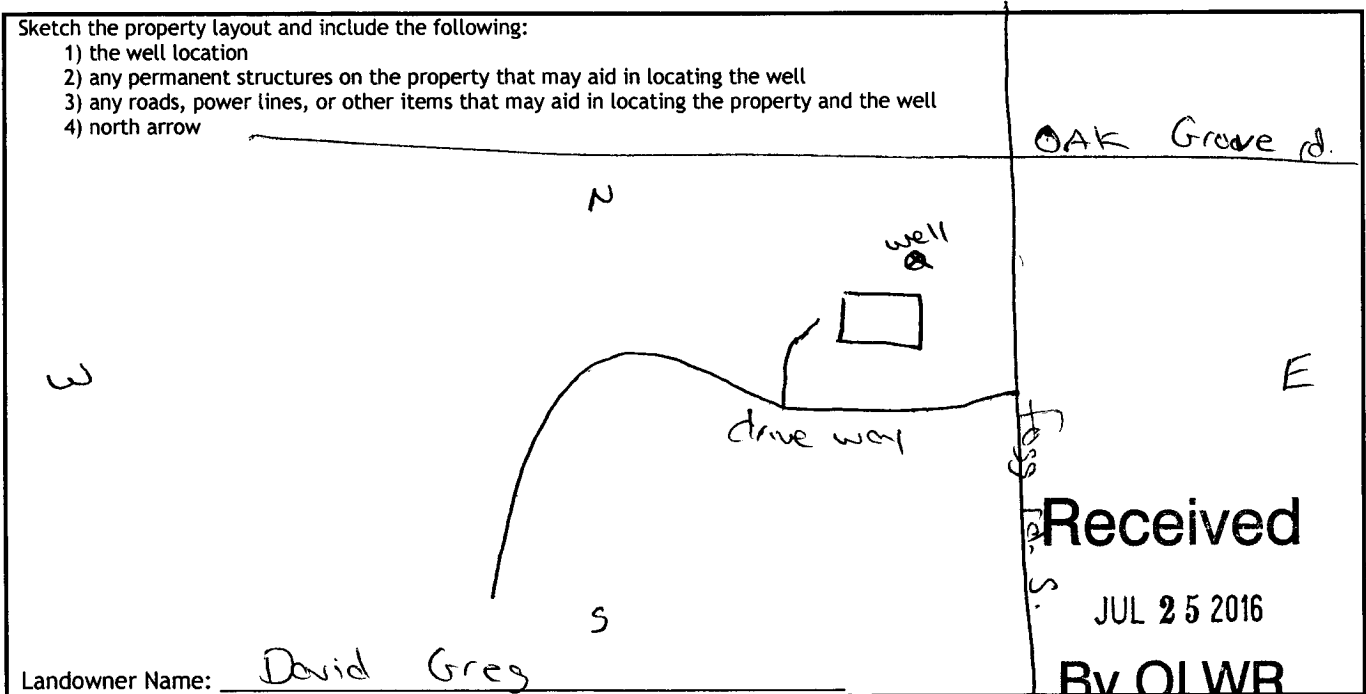 Sketch the property layout and include the following:
1) the well location
2) any permanent structures on the property that may aid in locating the well
3) any roads, power lines, or other items that may aid in locating the property and the well
4) north arrow
OAK Grove rd.
N
well
W
E
drive way
S.
Received
JUL 25 2016
S
By OLWR
Landowner Name: David Greg